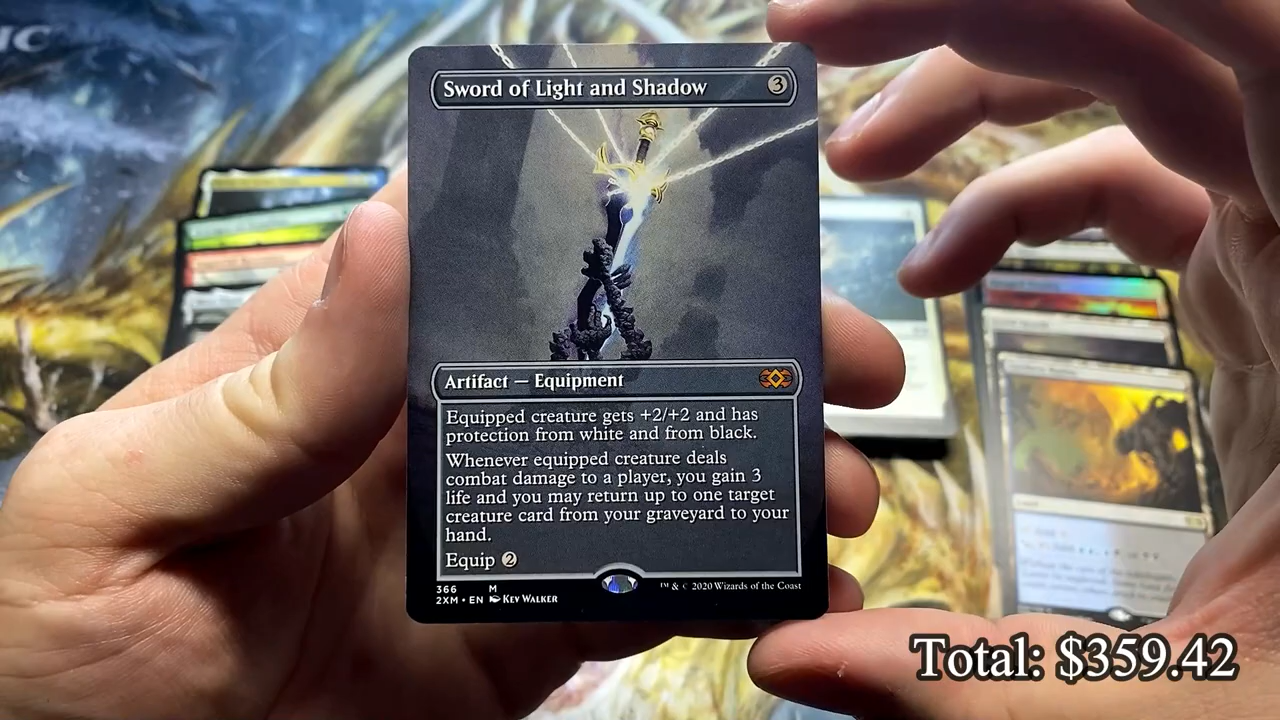 Sword of Light and Shadow 3
Artifact — Equipment
Equipped creature gets +2/+2 and has
protection from white and from black.
Whenever equipped creature deals
combat damage to a player, you gain 3
life and you may return up to one target
creature card from your graveyard to your
hand.
Equip 2
366 M
2XM • EN Kev Walker
™ & © 2020 Wizards of the Coast
Total: $359.42